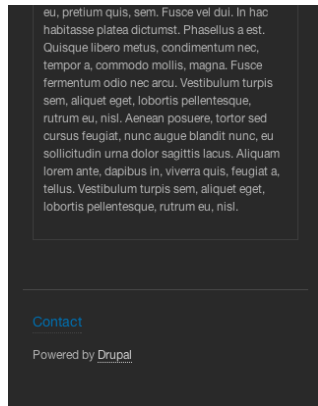 eu, pretium quis, sem. Fusce vel dui. In hac
habitasse platea dictumst. Phasellus a est.
Quisque libero metus, condimentum nec,
tempor a, commodo mollis, magna. Fusce
fermentum odio nec arcu. Vestibulum turpis
sem, aliquet eget, lobortis pellentesque,
rutrum eu, nisl. Aenean posuere, tortor sed
cursus feugiat, nunc augue blandit nunc, eu
sollicitudin urna dolor sagittis lacus. Aliquam
lorem ante, dapibus in, viverra quis, feugiat a,
tellus. Vestibulum turpis sem, aliquet eget,
lobortis pellentesque, rutrum eu, nisl.
Contact
Powered by Drupal